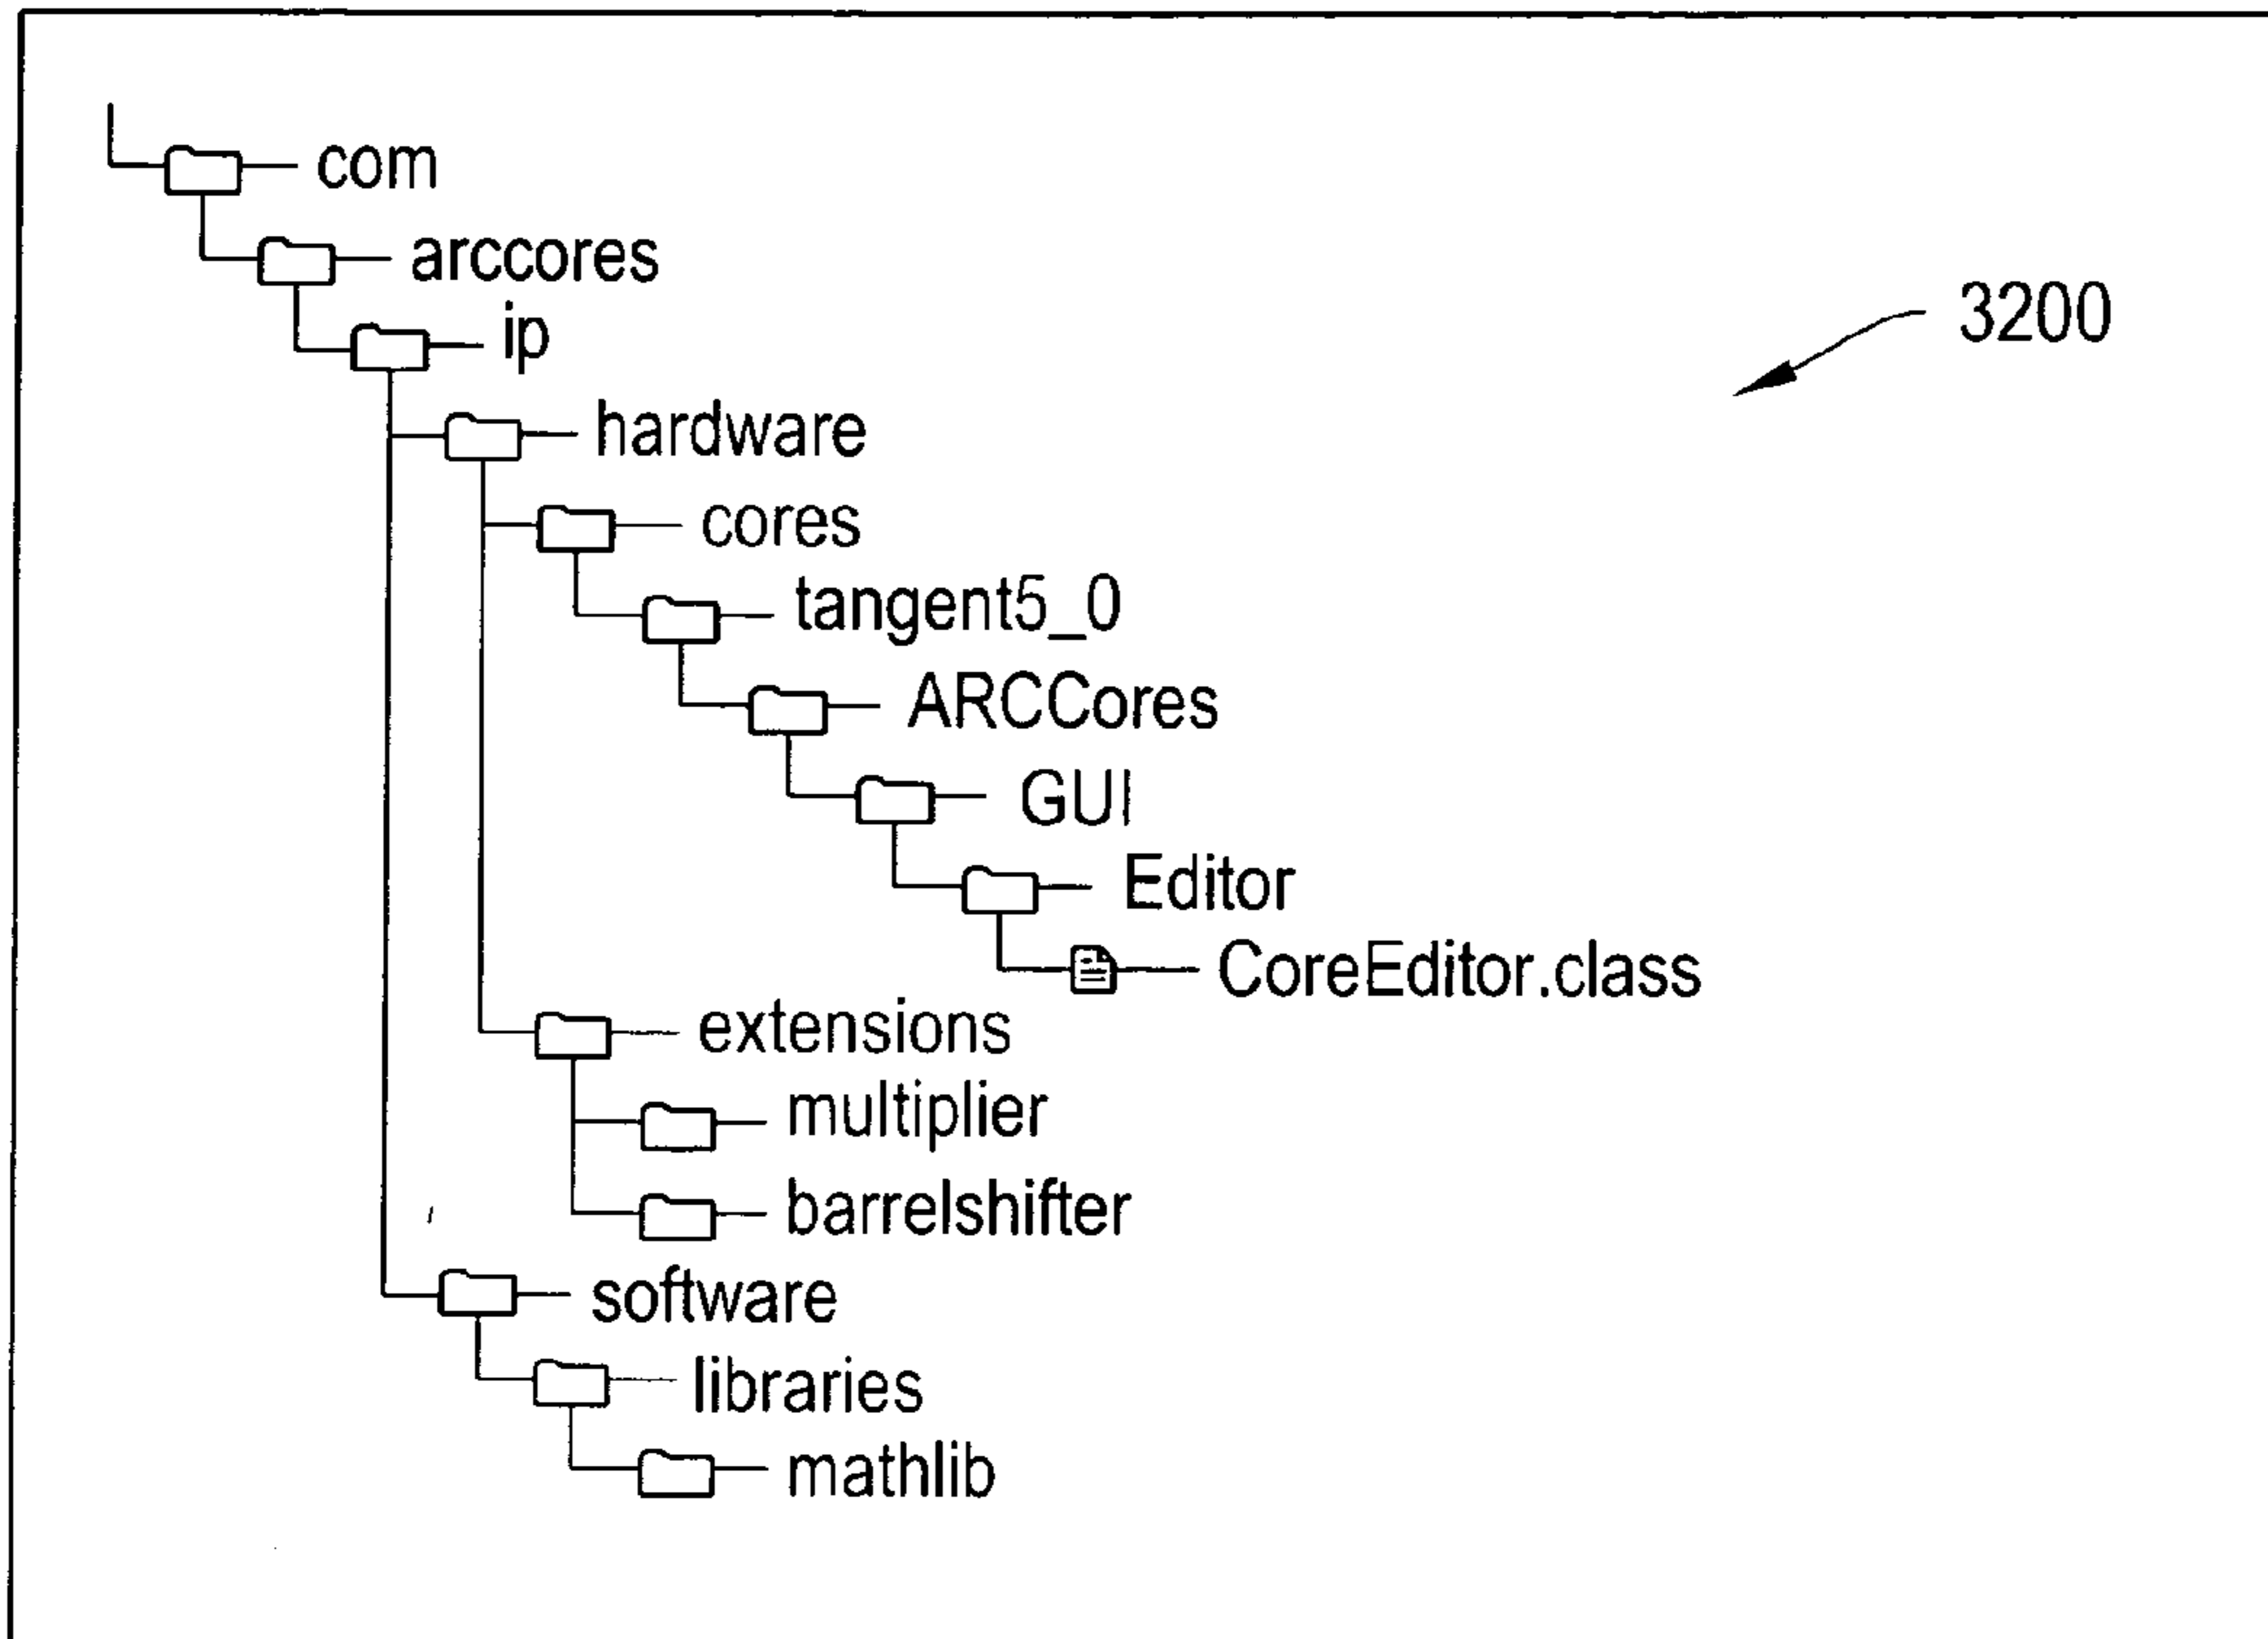 com
arccores
ip
3200
hardware
cores
tangent5_0
ARCCores
GUI
Editor
CoreEditor.class
extensions
multiplier
barrelshifter
software
libraries
mathlib